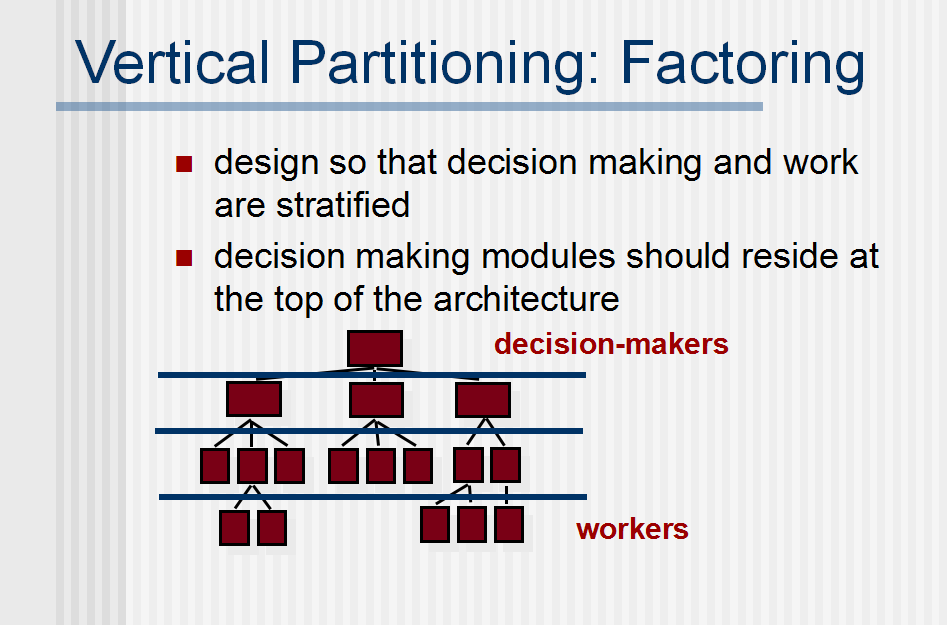 Vertical Partitioning: Factoring
design so that decision making and work
are stratified
decision making modules should reside at
the top of the architecture
decision-makers
workers